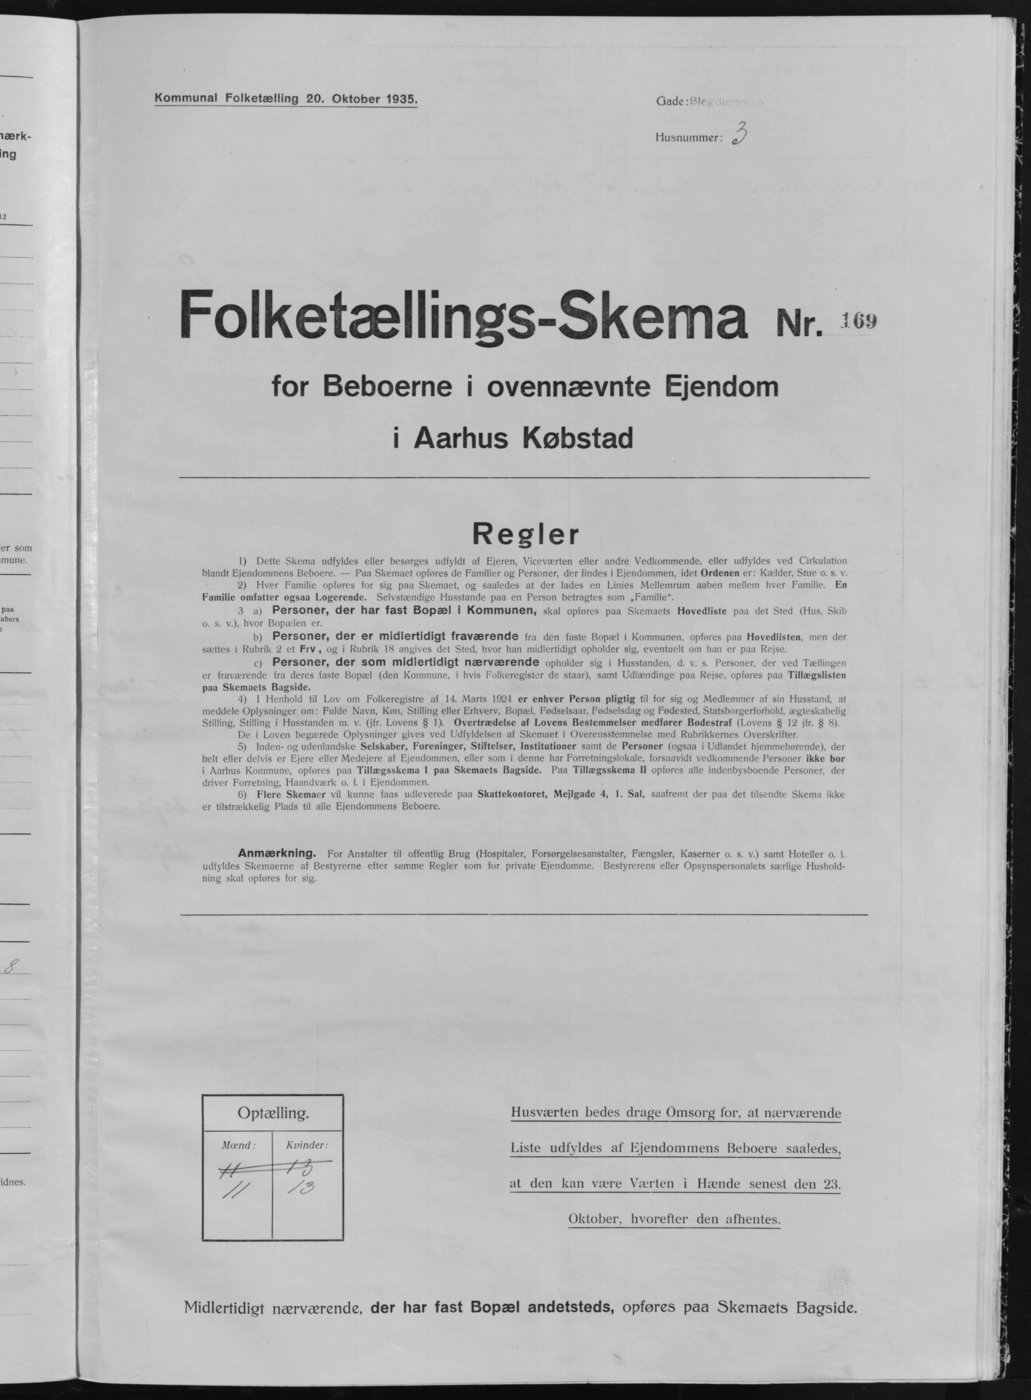 Kommunal Folketælling 20. Oktober 1935.
Gade:
Husnummer: 3
Folketællings-Skema Nr. 169
for Beboerne i ovennævnte Ejendom
i Aarhus Købstad
Regler
1) Dette Skema udfyldes eller besørges udfyldt af Ejeren, Viceværten eller andre Vedkommende, eller udfyldes ved Cirkulation
blandt Ejendommens Beboere. — Paa Skemaet opføres de Familier og Personer, der findes i Ejendommen, idet Ordenen er: Kælder, Stue o. s. v.
2) Hver Familie opføres for sig paa Skemaet, og saaledes at der lades en Linies Mellemrum aaben mellem hver Familie. En
Familie omfatter ogsaa Logerende. Selvstændige Husstande paa en Person betragtes som „Familie".
3 a) Personer, der har fast Bopæl i Kommunen, skal opføres paa Skemaets Hovedliste paa det Sted (Hus, Skib
o. s. v.), hvor Bopælen er.
b) Personer, der er midlertidigt fraværende fra den faste Bopæl i Kommunen, opføres paa Hovedlisten, men der
sættes i Rubrik 2 et Frv., og i Rubrik 18 angives det Sted, hvor han midlertidigt opholder sig, eventuelt om han er paa Rejse.
c) Personer, der som midlertidigt nærværende opholder sig i Husstanden, d. v. s. Personer, der ved Tællingen
er fraværende fra deres faste Bopæl (den Kommune, i hvis Folkeregister de staar), samt Udlændinge paa Rejse, opføres paa Tillægslisten
paa Skemaets Bagside.
4) I Henhold til Lov om Folkeregistre af 14. Marts 1924 er enhver Person pligtig til for sig og Medlemmer af sin Husstand, at
meddele Oplysninger om: Fulde Navn, Køn, Stilling eller Erhverv, Bopæl, Fødselsaar, Fødselsdag og Fødested, Statsborgerforhold, ægteskabelig
Stilling, Stilling i Husstanden m. v. (jfr. Lovens § 1). Overtrædelse af Lovens Bestemmelser medfører Bødestraf (Lovens § 12 jfr. § 8).
De i Loven begærede Oplysninger gives ved Udfyldelsen af Skemaet i Overensstemmelse med Rubrikkernes Overskrifter.
5) Inden- og udenlandske Selskaber, Foreninger, Stiftelser, Institutioner samt de Personer (ogsaa i Udlandet hjemmehørende), der
helt eller delvis er Ejere eller Medejere af Ejendommen, eller som i denne har Forretningslokale, forsaavidt vedkommende Personer ikke bor
i Aarhus Kommune, opføres paa Tillægsskema I paa Skemaets Bagside. Paa Tillægsskema II opføres alle indenbysboende Personer, der
driver Forretning, Haandværk o. l. i Ejendommen.
6) Flere Skemaer vil kunne faas udleverede paa Skattekontoret, Mejlgade 4, 1. Sal, saafremt der paa det tilsendte Skema ikke
er tilstrækkelig Plads til alle Ejendommens Beboere.
Anmærkning. For Anstalter til offentlig Brug (Hospitaler, Forsørgelsesanstalter, Fængsler, Kaserner o. s. v.) samt Hoteller o. l.
udfyldes Skemaerne af Bestyrerne efter samme Regler som for private Ejendomme. Bestyrerens eller Opsynspersonalets særlige Hushold-
ning skal opføres for sig.
Optælling.
Mænd: Kvinder:
11 13
11 13
Husværten bedes drage Omsorg for, at nærværende
Liste udfyldes af Ejendommens Beboere saaledes,
at den kan være Værten i Hænde senest den 23.
Oktober, hvorefter den afhentes.
Midlertidigt nærværende, der har fast Bopæl andetsteds, opføres paa Skemaets Bagside.